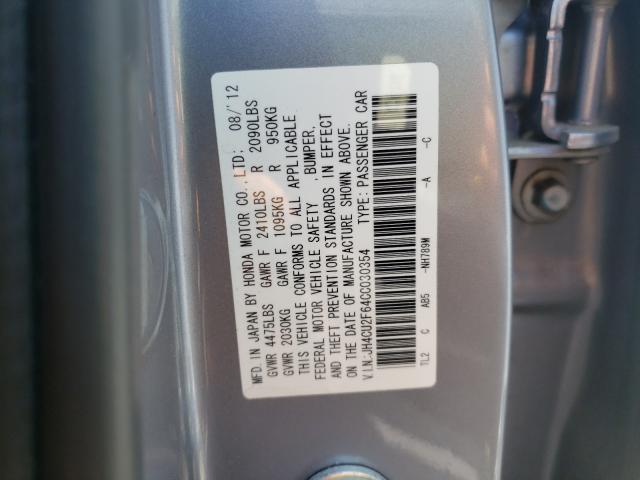 MFD. IN JAPAN BY HONDA MOTOR CO., LTD: 08/'12
GVWR 4475LBS GAWR F 2410LBS R 2090LBS
GVWR 2030KG GAWR F 1095KG R 950KG
THIS VEHICLE CONFORMS TO ALL APPLICABLE
FEDERAL MOTOR VEHICLE SAFETY , BUMPER,
AND THEFT PREVENTION STANDARDS IN EFFECT
ON THE DATE OF MANUFACTURE SHOWN ABOVE.
V.I.N.:JH4CU2F64CC030354 TYPE: PASSENGER CAR
TL2 C AB5 -NH789M -A -C